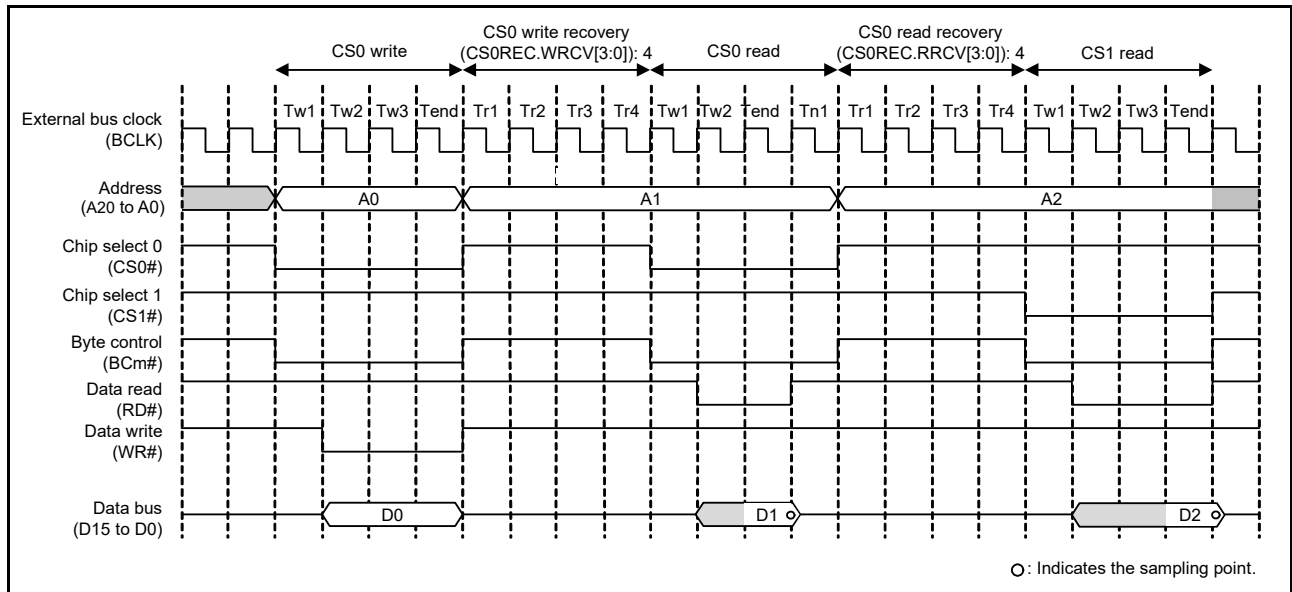 CS0 write
CS0 write recovery
(CS0REC.WRCV[3:0]): 4
CS0 read
CS0 read recovery
(CS0REC.RRCV[3:0]): 4
CS1 read
Tw1 Tw2 Tw3 Tend Tr1 Tr2 Tr3 Tr4 Tw1 Tw2 Tend Tn1 Tr1 Tr2 Tr3 Tr4 Tw1 Tw2 Tw3 Tend
External bus clock
(BCLK)
Address
(A20 to A0)
A0 A1 A2
Chip select 0
(CS0#)
Chip select 1
(CS1#)
Byte control
(BCm#)
Data read
(RD#)
Data write
(WR#)
Data bus
(D15 to D0)
D0 D1 D2
: Indicates the sampling point.